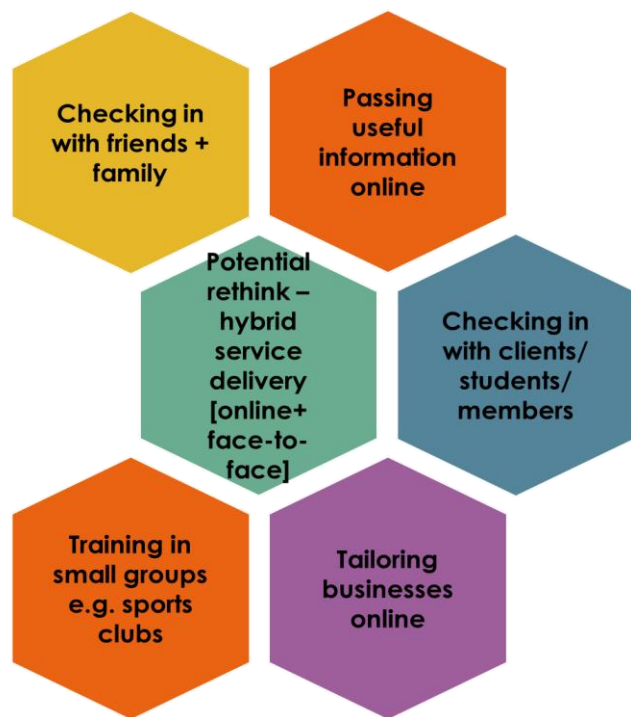 Checking in
with friends +
family
Passing
useful
information
online
Potential
rethink –
hybrid
service
delivery
[online+
face-to-
face]
Checking in
with clients/
students/
members
Training in
small groups
e.g. sports
clubs
Tailoring
businesses
online